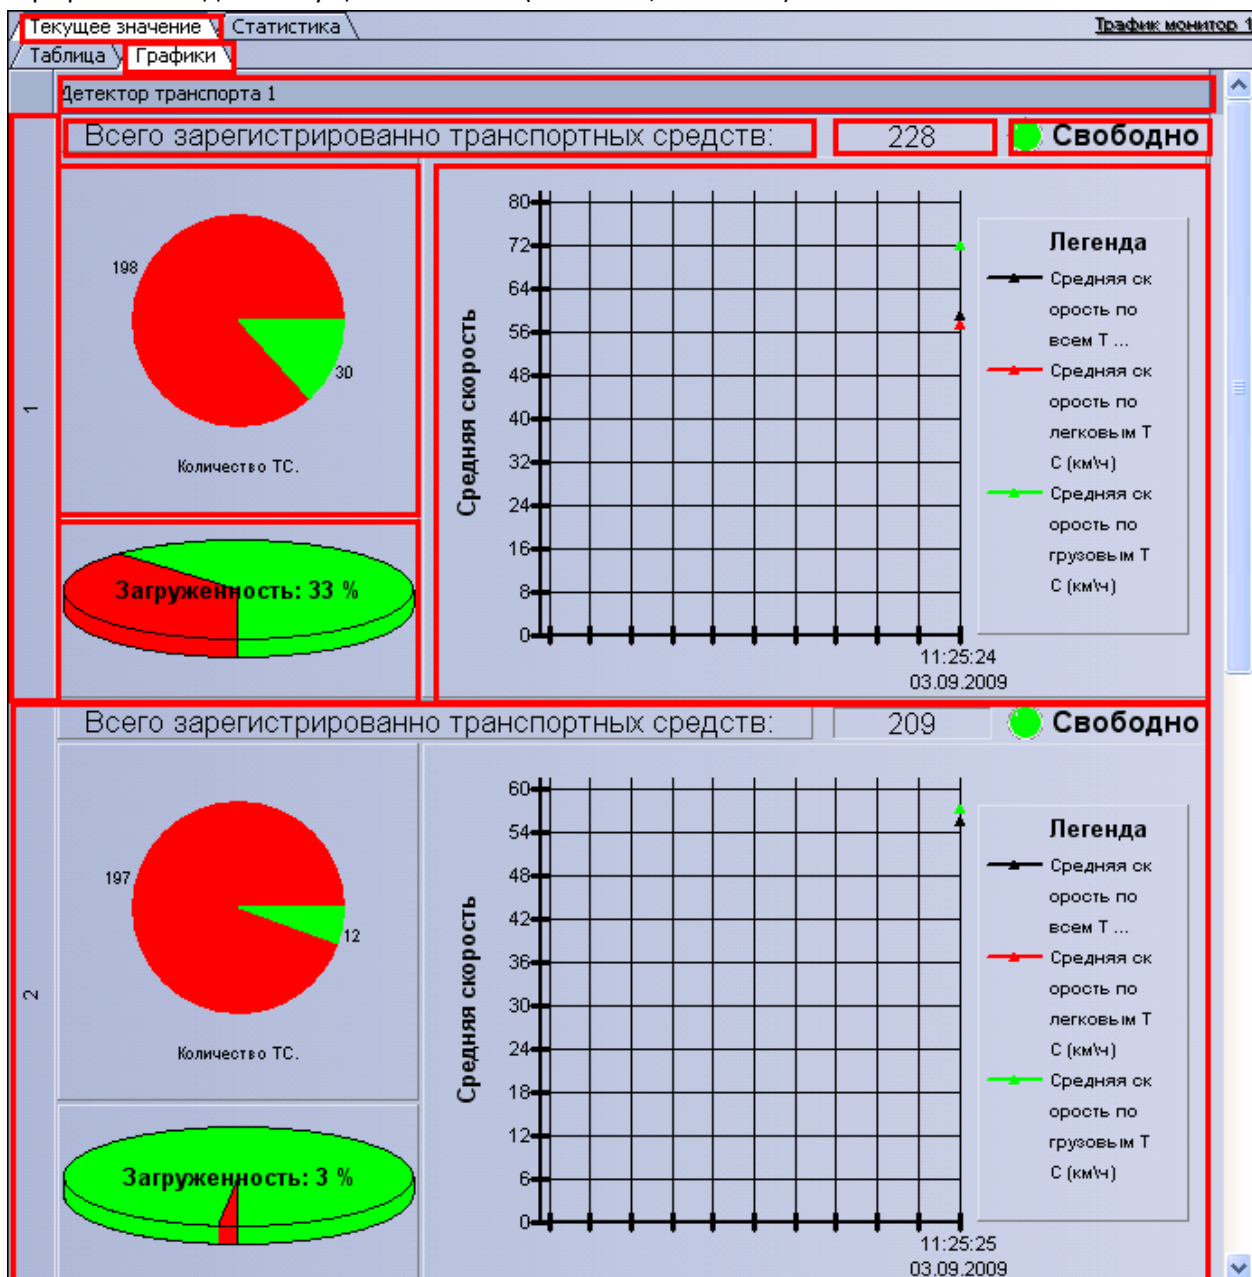 Текущее значение Статистика Трафик монитор 1
Таблица Графики
Детектор транспорта 1
1
Всего зарегистрированно транспортных средств: 228 Свободно
198
30
Количество ТС.
Загруженность: 33 %
Средняя скорость
80
72
64
56
48
40
32
24
16
8
0
11:25:24
03.09.2009
Легенда
Средняя ск
орость по
всем Т ...
Средняя ск
орость по
легковым Т
С (км\ч)
Средняя ск
орость по
грузовым Т
С (км\ч)
2
Всего зарегистрированно транспортных средств: 209 Свободно
197
12
Количество ТС.
Загруженность: 3 %
Средняя скорость
60
54
48
42
36
30
24
18
12
6
0
11:25:25
03.09.2009
Легенда
Средняя ск
орость по
всем Т ...
Средняя ск
орость по
легковым Т
С (км\ч)
Средняя ск
орость по
грузовым Т
С (км\ч)